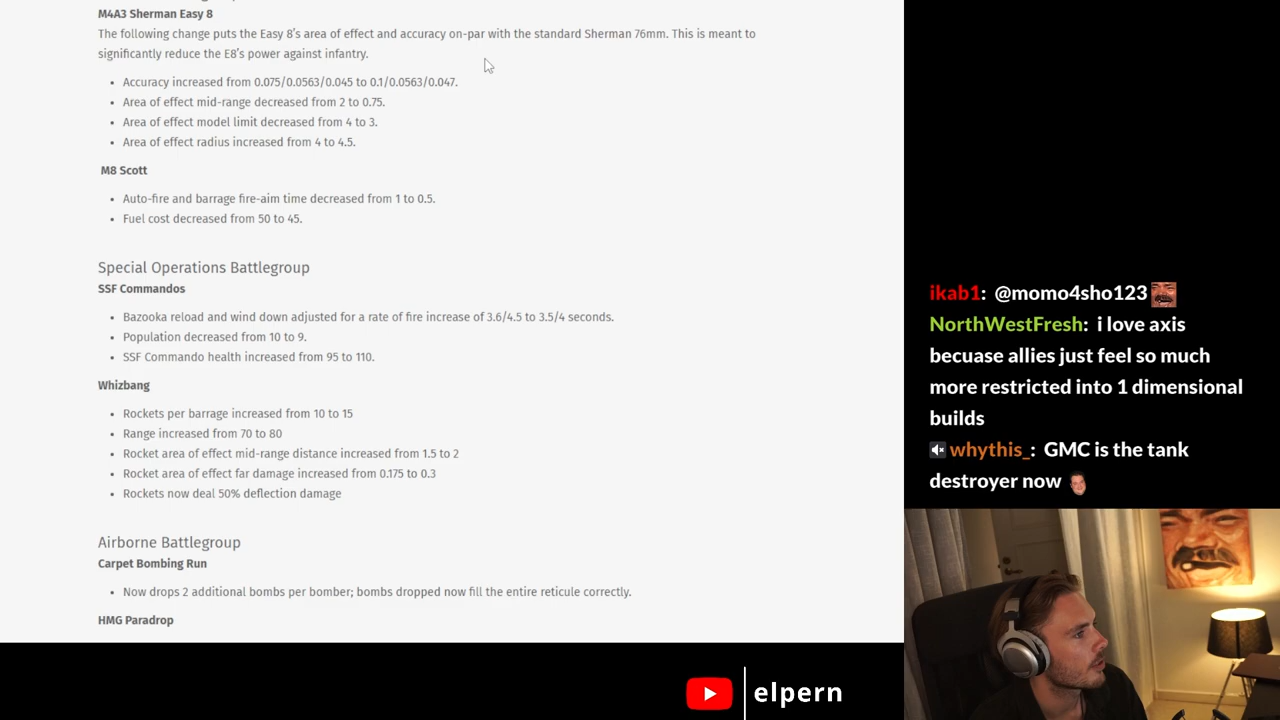 M4A3 Sherman Easy 8
The following change puts the Easy 8's area of effect and accuracy on-par with the standard Sherman 76mm. This is meant to
significantly reduce the E8's power against infantry.
• Accuracy increased from 0.075/0.0563/0.045 to 0.1/0.0563/0.047.
• Area of effect mid-range decreased from 2 to 0.75.
• Area of effect model limit decreased from 4 to 3.
• Area of effect radius increased from 4 to 4.5.
M8 Scott
• Auto-fire and barrage fire-aim time decreased from 1 to 0.5.
• Fuel cost decreased from 50 to 45.
Special Operations Battlegroup
SSF Commandos
• Bazooka reload and wind down adjusted for a rate of fire increase of 3.6/4.5 to 3.5/4 seconds.
• Population decreased from 10 to 9.
• SSF Commando health increased from 95 to 110.
Whizbang
• Rockets per barrage increased from 10 to 15
• Range increased from 70 to 80
• Rocket area of effect mid-range distance increased from 1.5 to 2
• Rocket area of effect far damage increased from 0.175 to 0.3
• Rockets now deal 50% deflection damage
Airborne Battlegroup
Carpet Bombing Run
• Now drops 2 additional bombs per bomber; bombs dropped now fill the entire reticule correctly.
HMG Paradrop
ikab1: @momo4sho123
NorthWestFresh: i love axis
becuase allies just feel so much
more restricted into 1 dimensional
builds
whythis_: GMC is the tank
destroyer now
elpern